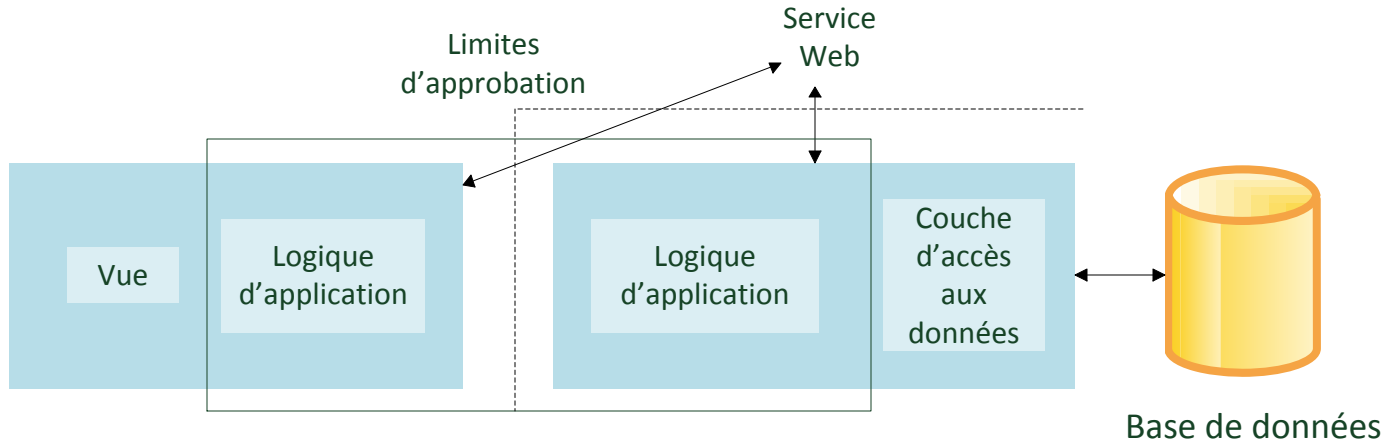 Service
Web
Limites
d’approbation
Vue
Logique
d’application
Logique
d’application
Couche
d’accès
aux
données
Base de données